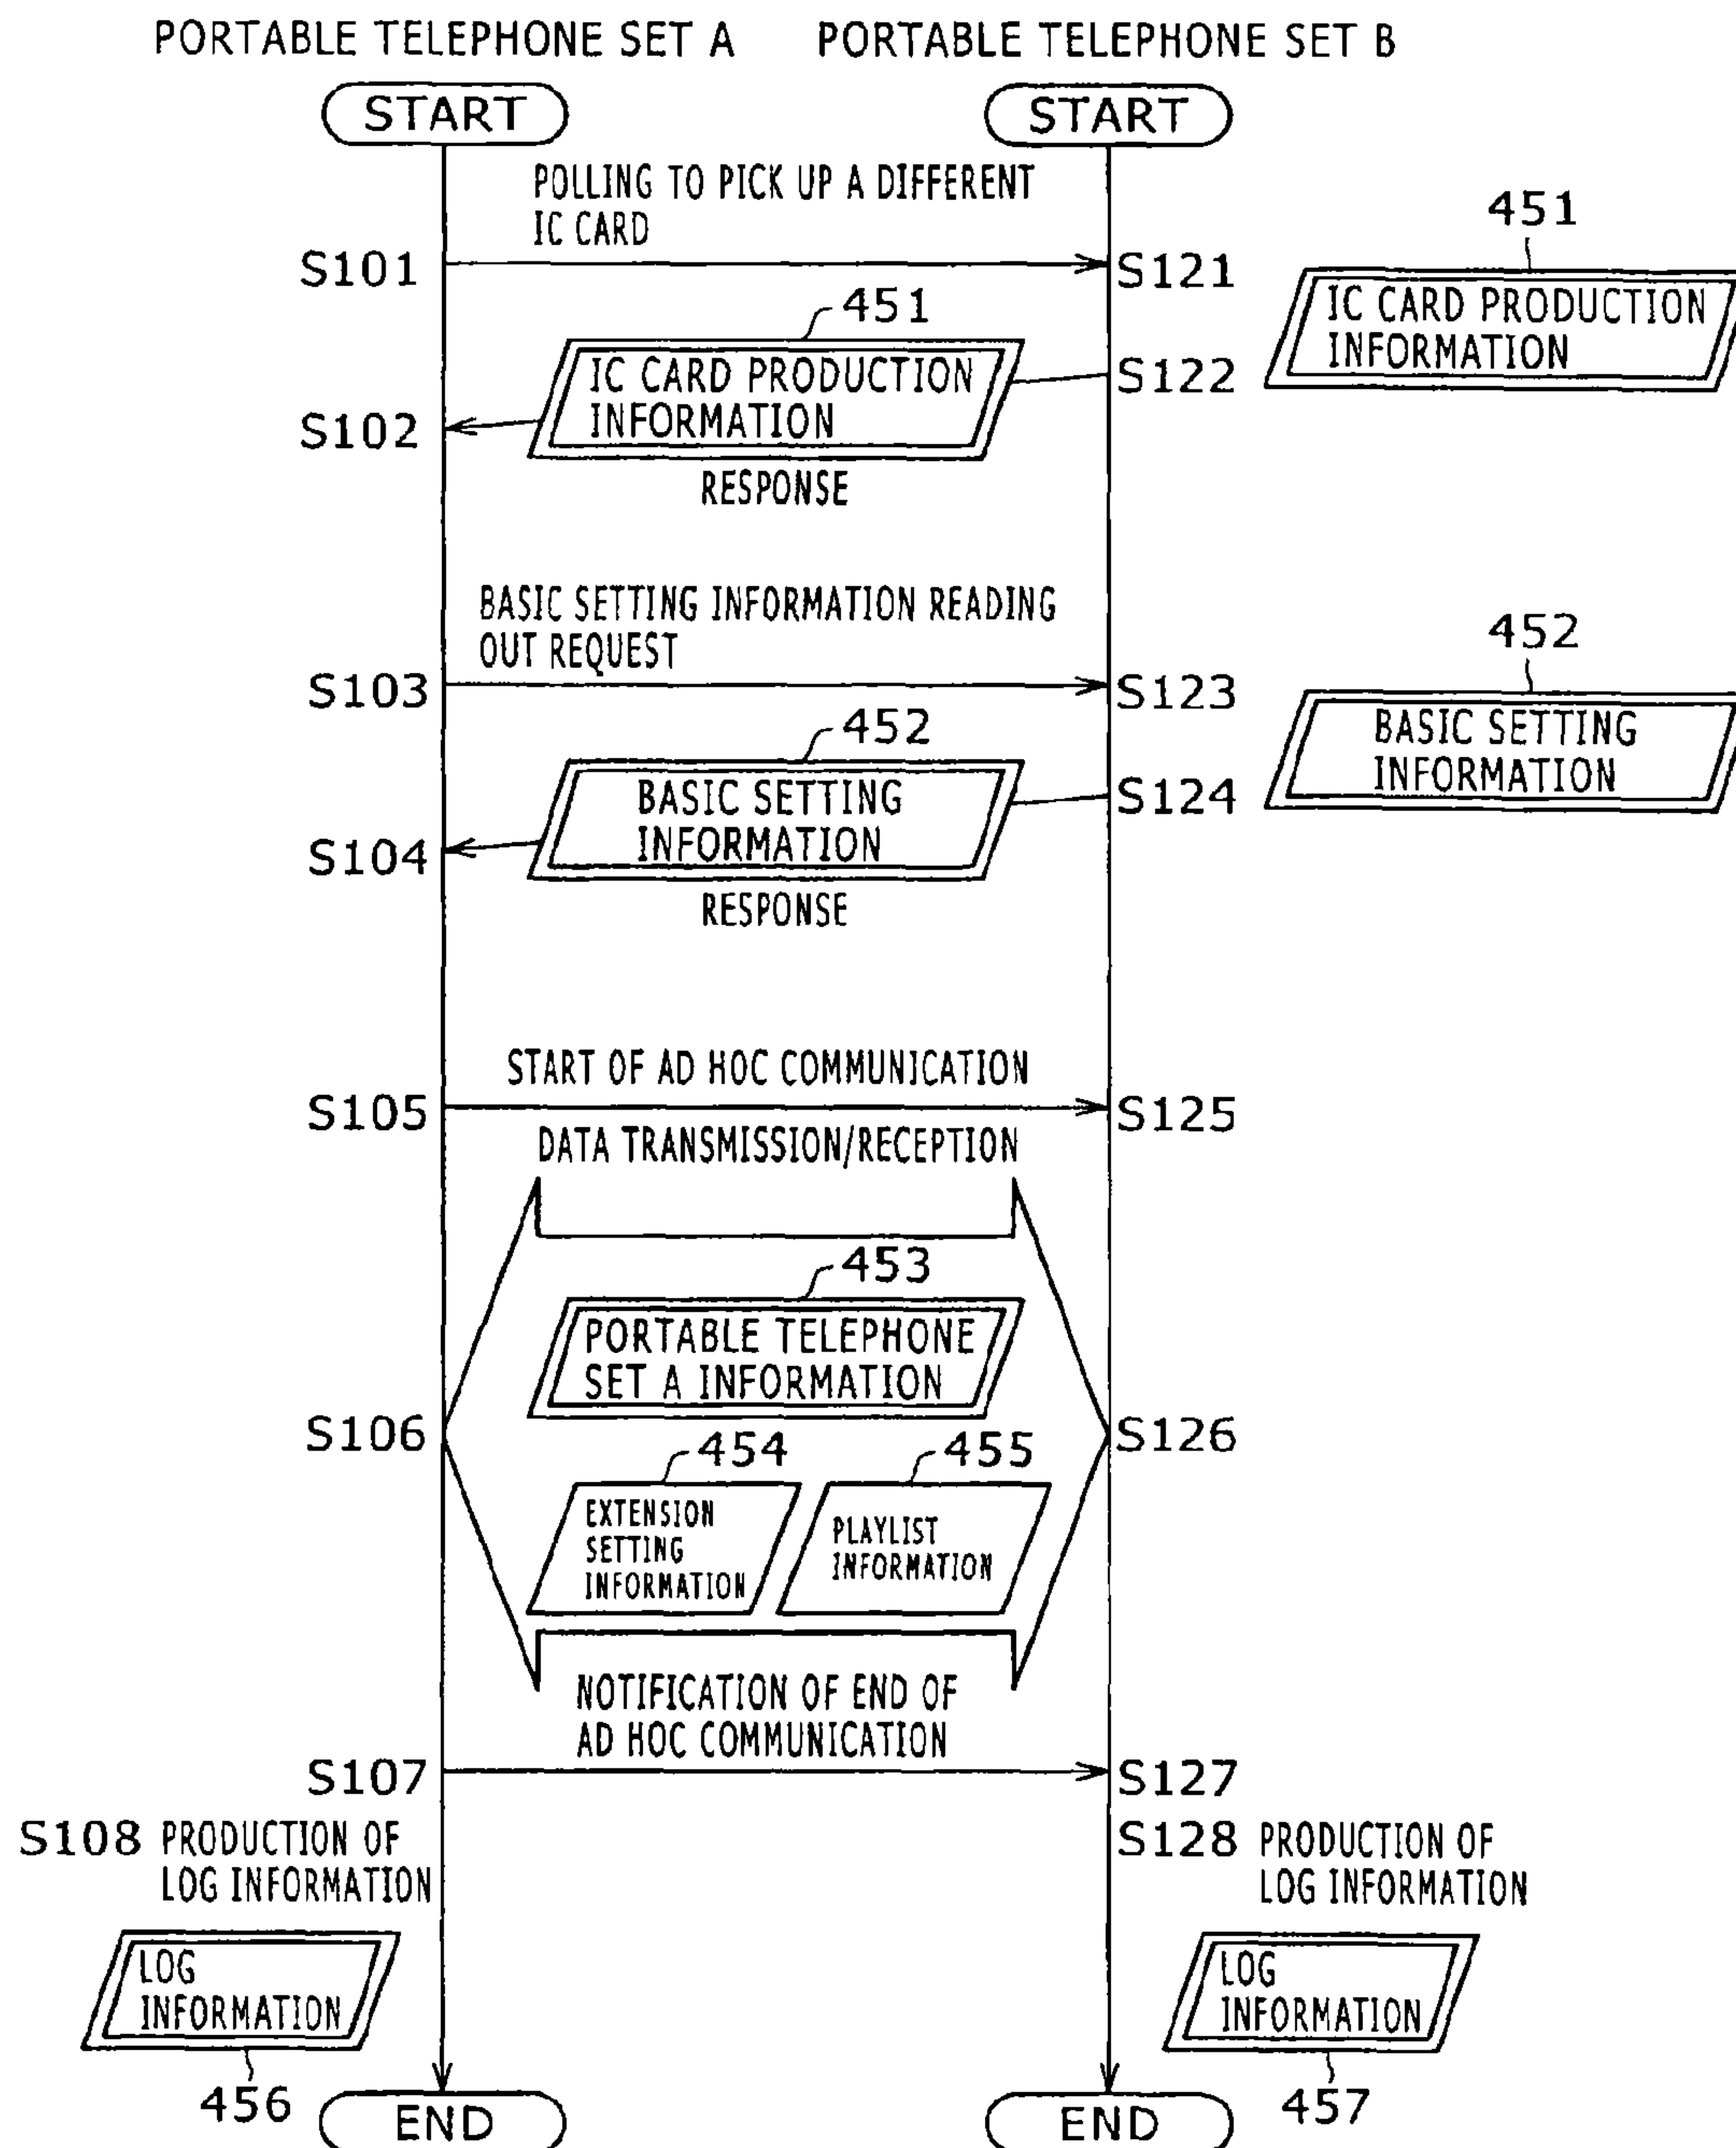 PORTABLE TELEPHONE SET A PORTABLE TELEPHONE SET B
START START
POLLING TO PICK UP A DIFFERENT
IC CARD
S101 S121
451
IC CARD PRODUCTION
INFORMATION
451
IC CARD PRODUCTION
INFORMATION
S122
S102
RESPONSE
BASIC SETTING INFORMATION READING
OUT REQUEST
S103 S123
452
BASIC SETTING
INFORMATION
452
BASIC SETTING
INFORMATION
S124
S104
RESPONSE
START OF AD HOC COMMUNICATION
S105 S125
DATA TRANSMISSION/RECEPTION
453
PORTABLE TELEPHONE
SET A INFORMATION
S106 S126
454
EXTENSION
SETTING
INFORMATION
455
PLAYLIST
INFORMATION
NOTIFICATION OF END OF
AD HOC COMMUNICATION
S107 S127
S108 PRODUCTION OF
LOG INFORMATION
S128 PRODUCTION OF
LOG INFORMATION
LOG
INFORMATION
456
LOG
INFORMATION
457
END END